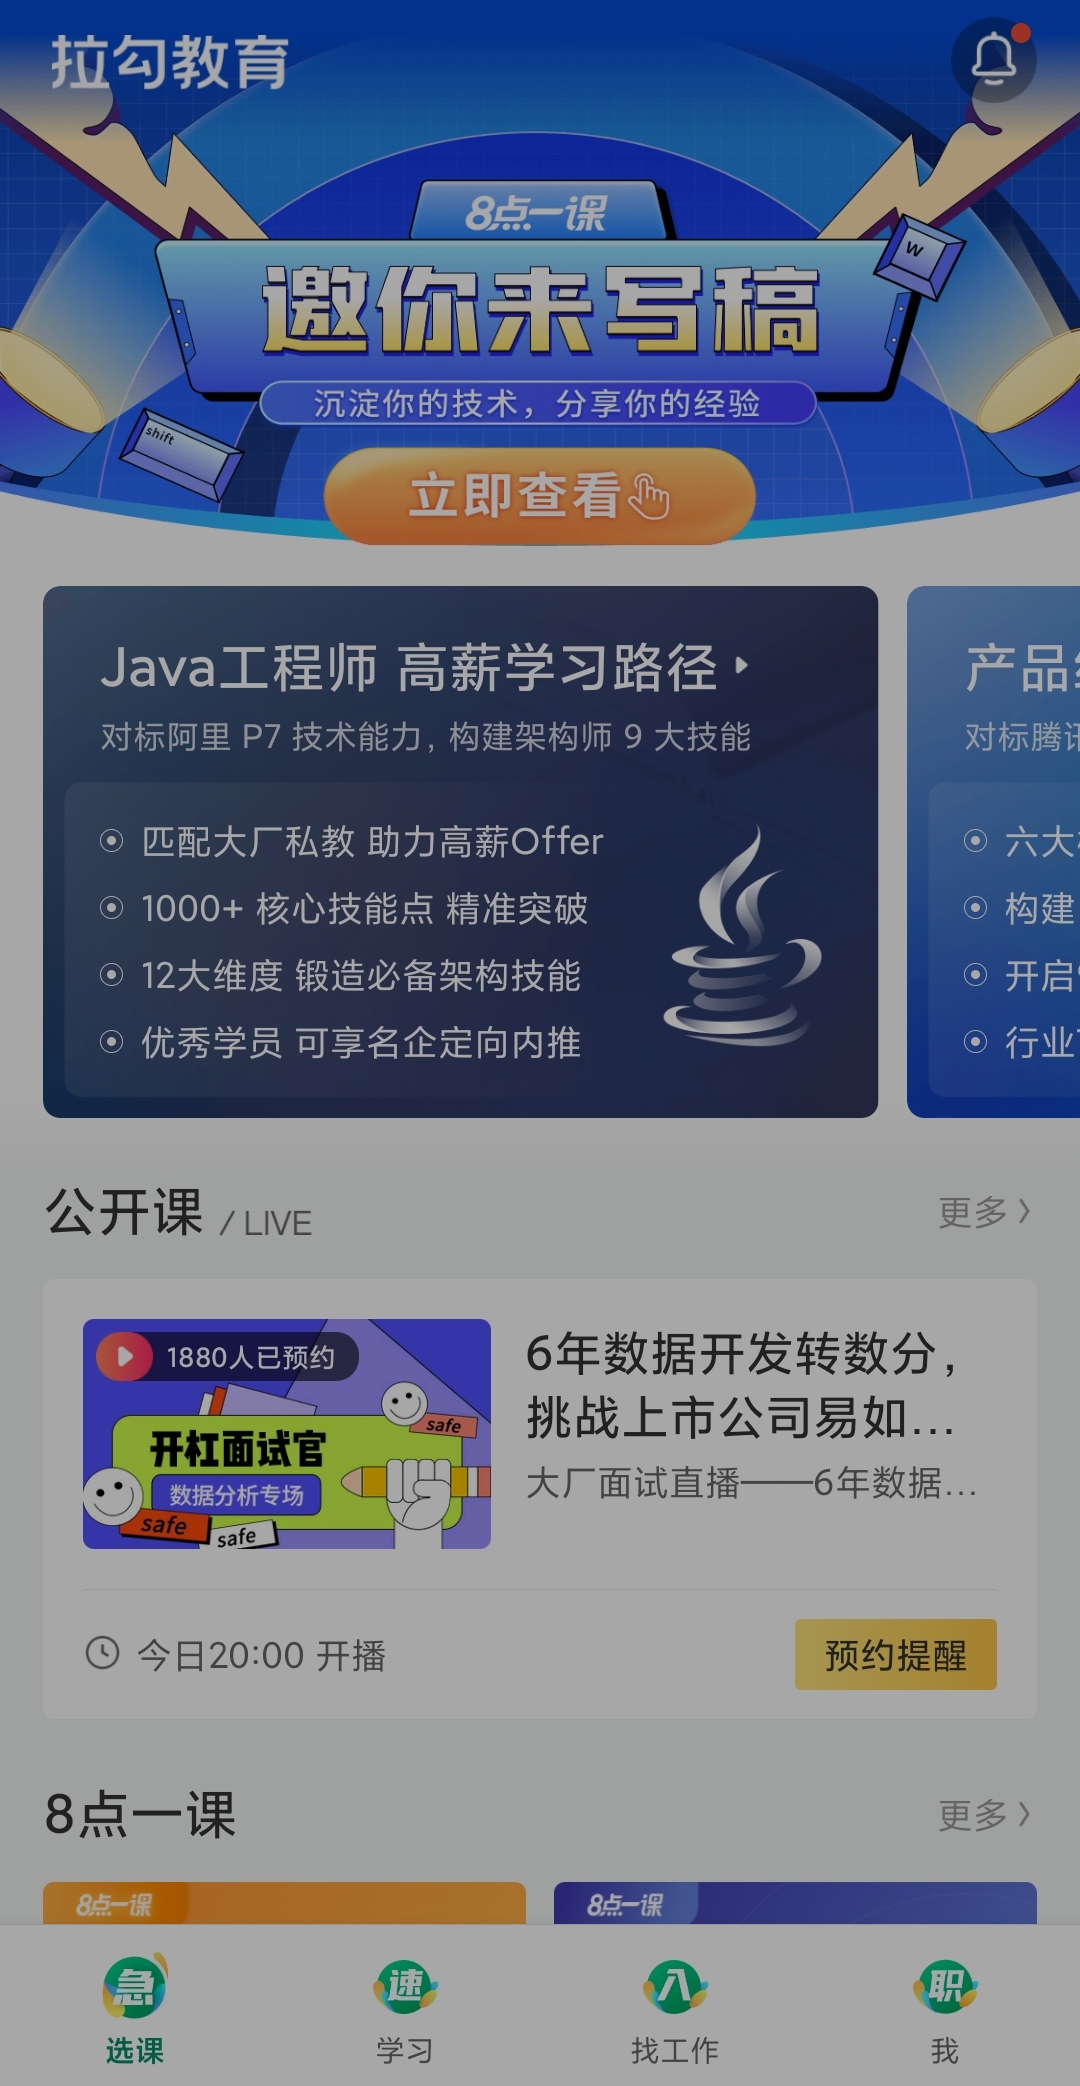 拉勾教育
8点一课
邀你来写稿
W
沉淀你的技术，分享你的经验
shift
立即查看
Java工程师 高薪学习路径
对标阿里 P7 技术能力，构建架构师 9 大技能
匹配大厂私教 助力高薪Offer
1000+ 核心技能点 精准突破
12大维度 锻造必备架构技能
优秀学员 可享名企定向内推
产品
对标腾讯
六大
构建
开启
行业
公开课 / LIVE
更多
1880人已预约
safe
开杠面试官
数据分析专场
safe
safe
6年数据开发转数分，
挑战上市公司易如...
大厂面试直播——6年数据...
今日20:00 开播
预约提醒
8点一课
更多
8点一课
8点一课
急
速
入
职
选课
学习
找工作
我